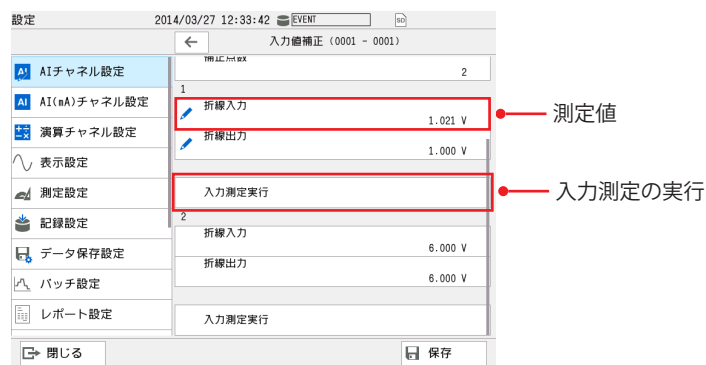 設定
2014/03/27 12:33:42 EVENT SD
入力値補正 (0001 - 0001)
AI AIチャネル設定
AI AI(mA)チャネル設定
演算チャネル設定
表示設定
測定設定
記録設定
データ保存設定
バッチ設定
レポート設定
補正点数
2
1
折線入力
1.021 V
折線出力
1.000 V
入力測定実行
2
折線入力
6.000 V
折線出力
6.000 V
入力測定実行
測定値
入力測定の実行
閉じる
保存